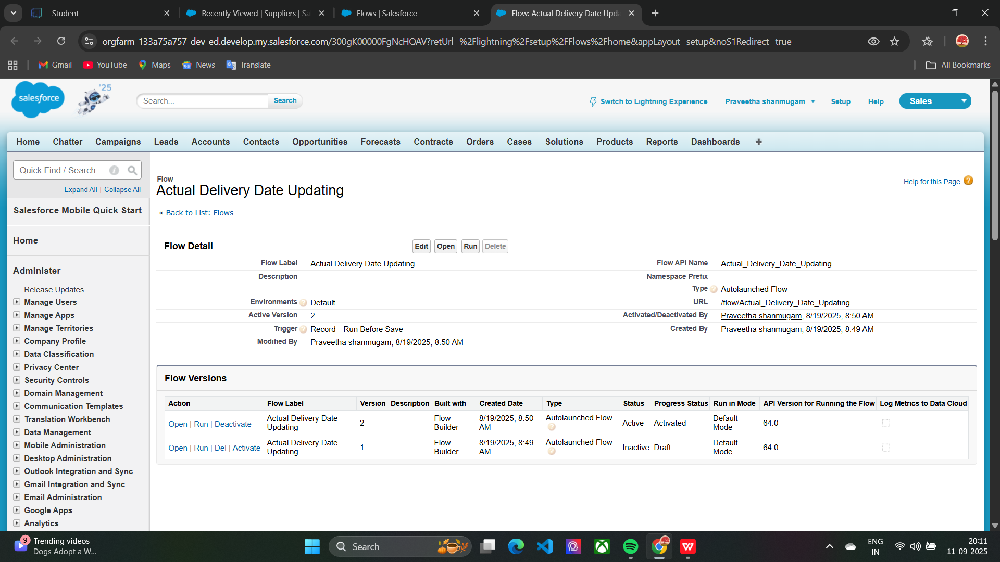 - Student
Recently Viewed | Suppliers | Sa
Flows | Salesforce
Flow: Actual Delivery Date Upda
orgfarm-133a75a757-dev-ed.develop.my.salesforce.com/300gK00000FgNcHQAV?retUrl=%2Flightning%2Fsetup%2FFlows%2Fhome&appLayout=setup&noS1Redirect=true
Gmail
YouTube
Maps
News
Translate
All Bookmarks
salesforce
'25
Search...
Search
Switch to Lightning Experience
Praveetha shanmugam
Setup
Help
Sales
Home
Chatter
Campaigns
Leads
Accounts
Contacts
Opportunities
Forecasts
Contracts
Orders
Cases
Solutions
Products
Reports
Dashboards
Quick Find / Search...
Expand All | Collapse All
Salesforce Mobile Quick Start
Home
Administer
Release Updates
Manage Users
Manage Apps
Manage Territories
Company Profile
Data Classification
Privacy Center
Security Controls
Domain Management
Communication Templates
Translation Workbench
Data Management
Mobile Administration
Desktop Administration
Outlook Integration and Sync
Gmail Integration and Sync
Email Administration
Google Apps
Analytics
Flow
Actual Delivery Date Updating
Help for this Page
« Back to List: Flows
Flow Detail
Edit
Open
Run
Delete
Flow Label Actual Delivery Date Updating
Flow API Name Actual_Delivery_Date_Updating
Description
Namespace Prefix
Type Autolaunched Flow
Environments Default
URL /flow/Actual_Delivery_Date_Updating
Active Version 2
Activated/Deactivated By Praveetha shanmugam, 8/19/2025, 8:50 AM
Trigger Record—Run Before Save
Created By Praveetha shanmugam, 8/19/2025, 8:49 AM
Modified By Praveetha shanmugam, 8/19/2025, 8:50 AM
Flow Versions
Action Flow Label Version Description Built with Created Date Type Status Progress Status Run in Mode API Version for Running the Flow Log Metrics to Data Cloud
Open | Run | Deactivate
Actual Delivery Date
Updating
2
Flow
Builder
8/19/2025, 8:50
AM
Autolaunched Flow
Active
Activated
Default
Mode
64.0
Open | Run | Del | Activate
Actual Delivery Date
Updating
1
Flow
Builder
8/19/2025, 8:49
AM
Autolaunched Flow
Inactive
Draft
Default
Mode
64.0
9
Trending videos
Dogs Adopt a W...
Search
ENG
IN
20:11
11-09-2025